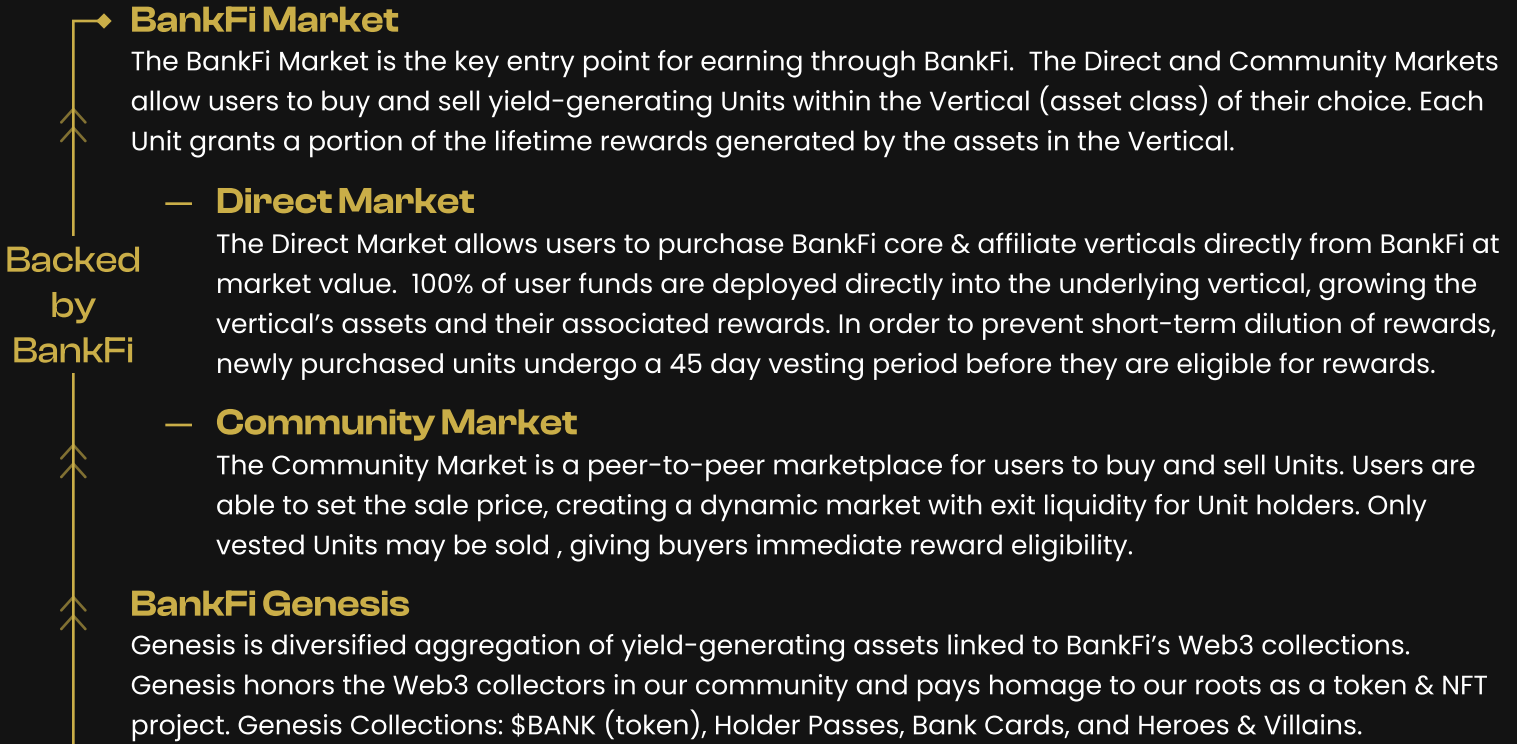 BankFi Market
The BankFi Market is the key entry point for earning through BankFi.  The Direct and Community Markets
allow users to buy and sell yield-generating Units within the Vertical (asset class) of their choice. Each
Unit grants a portion of the lifetime rewards generated by the assets in the Vertical.
— Direct Market
The Direct Market allows users to purchase BankFi core & affiliate verticals directly from BankFi at
market value.  100% of user funds are deployed directly into the underlying vertical, growing the
vertical’s assets and their associated rewards. In order to prevent short-term dilution of rewards,
newly purchased units undergo a 45 day vesting period before they are eligible for rewards.
Backed
by
BankFi
— Community Market
The Community Market is a peer-to-peer marketplace for users to buy and sell Units. Users are
able to set the sale price, creating a dynamic market with exit liquidity for Unit holders. Only
vested Units may be sold , giving buyers immediate reward eligibility.
BankFi Genesis
Genesis is diversified aggregation of yield-generating assets linked to BankFi’s Web3 collections.
Genesis honors the Web3 collectors in our community and pays homage to our roots as a token & NFT
project. Genesis Collections: $BANK (token), Holder Passes, Bank Cards, and Heroes & Villains.